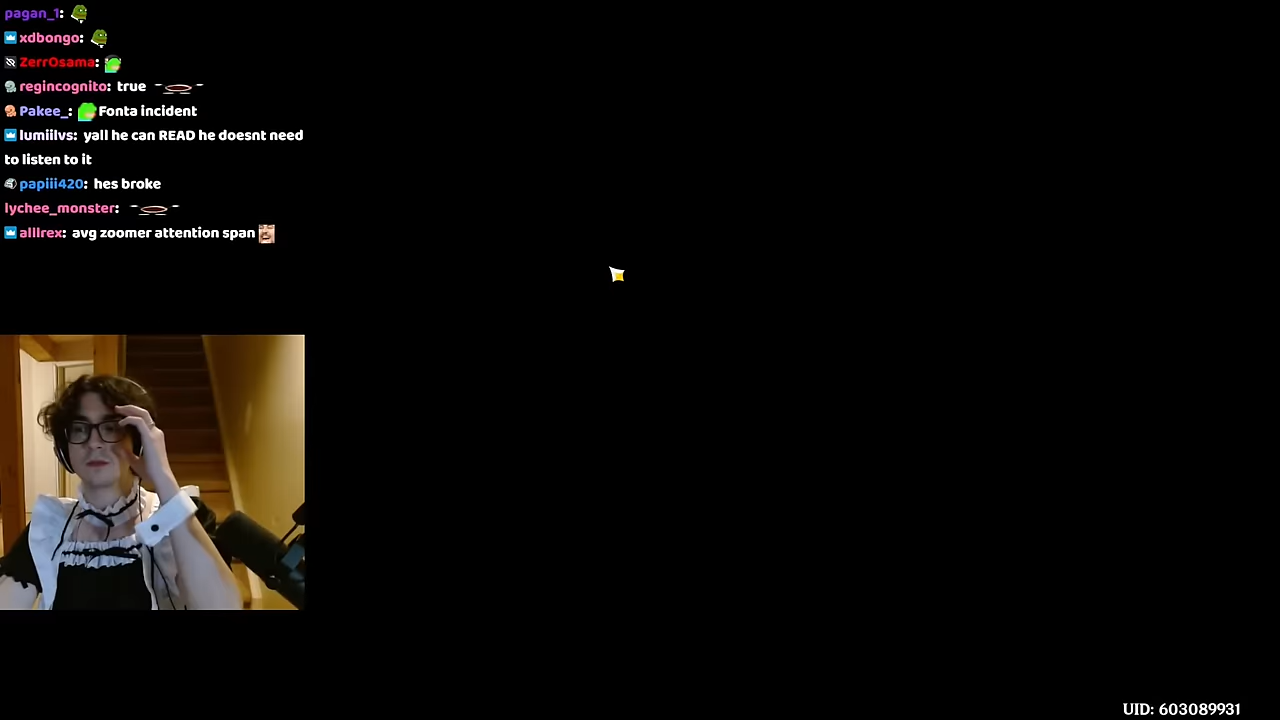 pagan_1:
xdbongo:
ZerrOsama:
regincognito: true
Pakee_: Fonta incident
lumiilvs: yall he can READ he doesnt need
to listen to it
papiii420: hes broke
lychee_monster:
alllrex: avg zoomer attention span
UID: 603089931